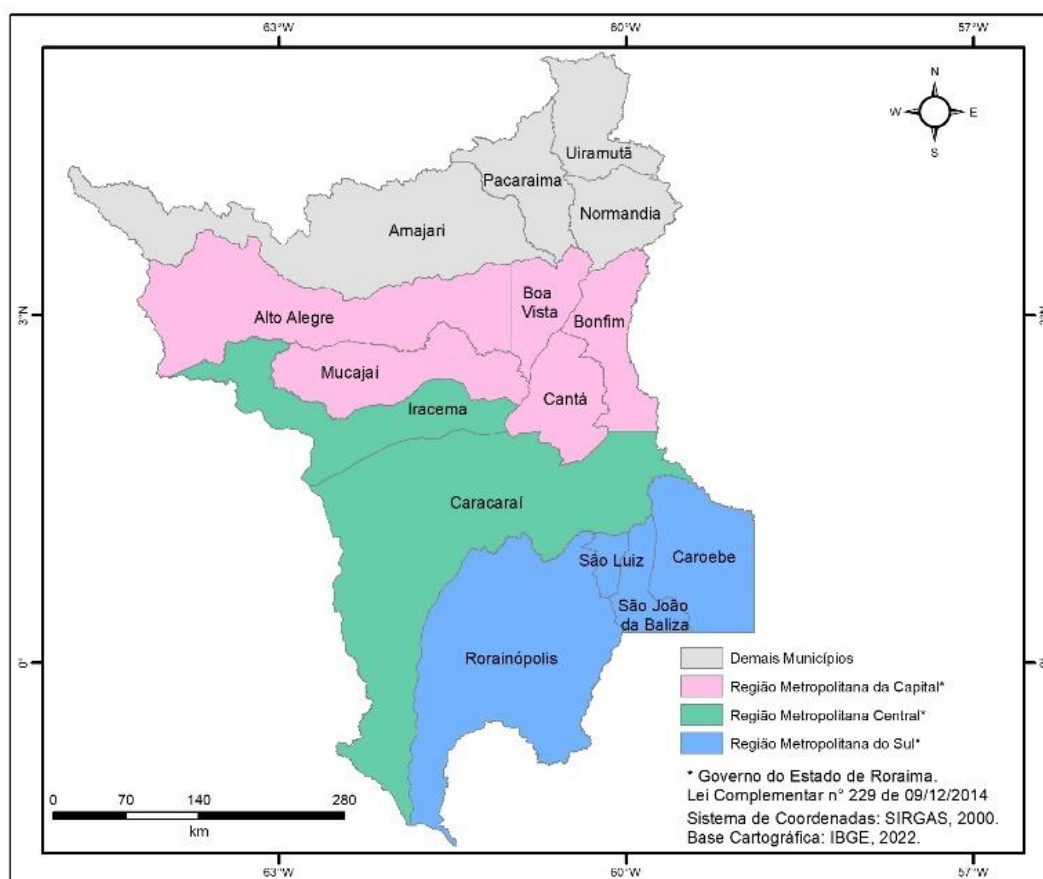 63°W
60°W
57°W
N
W
E
S
Uiramutã
Pacaraima
Normandia
Amajari
3°N
Boa
Vista
Alto Alegre
Bonfim
Mucajaí
Cantá
Iracema
Caracaraí
São Luiz
Caroebe
São João
da Baliza
Rorainópolis
0°
Demais Municípios
Região Metropolitana da Capital*
Região Metropolitana Central*
Região Metropolitana do Sul*
* Governo do Estado de Roraima.
Lei Complementar n° 229 de 09/12/2014
Sistema de Coordenadas: SIRGAS, 2000.
Base Cartográfica: IBGE, 2022.
0 70 140 280
km
63°W
60°W
57°W